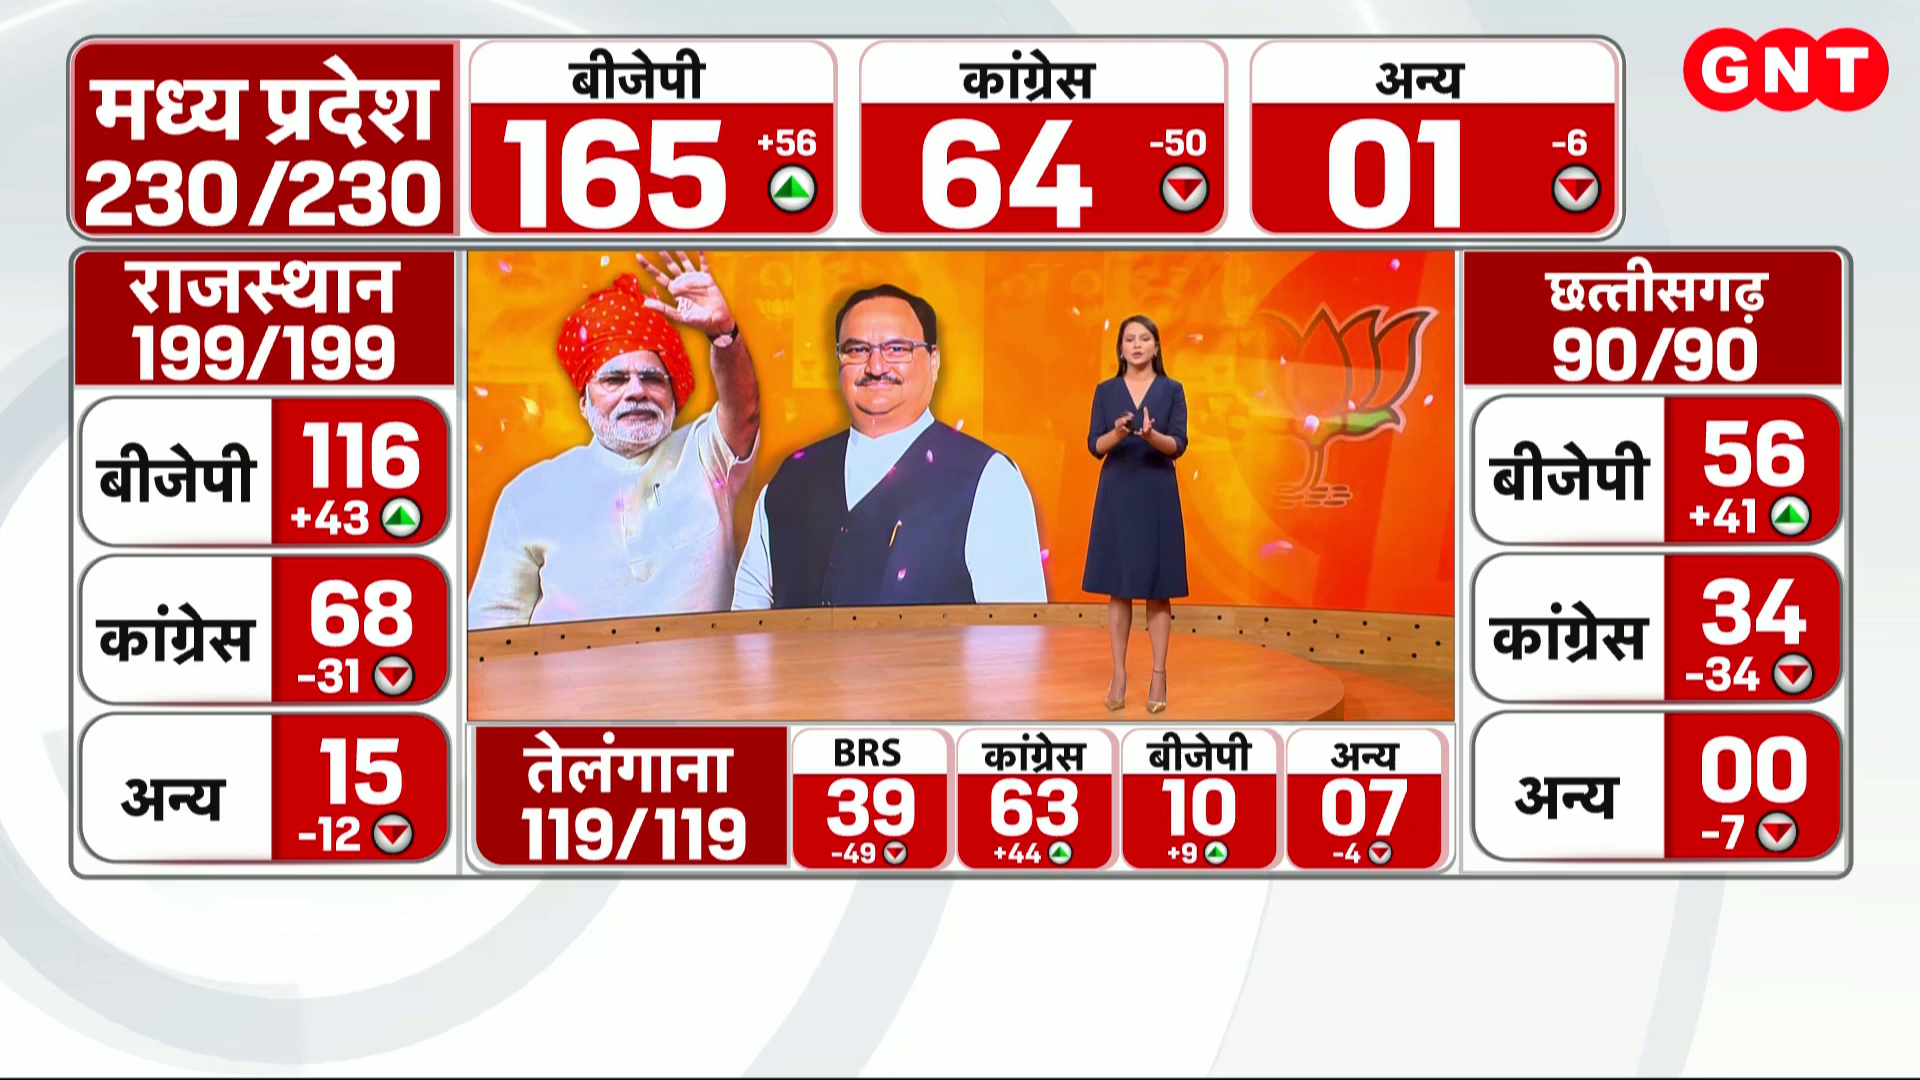 मध्य प्रदेश
230/230
बीजेपी
165
+56
कांग्रेस
64
-50
अन्य
01
-6
GNT
राजस्थान
199/199
बीजेपी
116
+43
कांग्रेस
68
-31
अन्य
15
-12
छत्तीसगढ़
90/90
बीजेपी
56
+41
कांग्रेस
34
-34
अन्य
00
-7
तेलंगाना
119/119
BRS
39
-49
कांग्रेस
63
+44
बीजेपी
10
+9
अन्य
07
-4